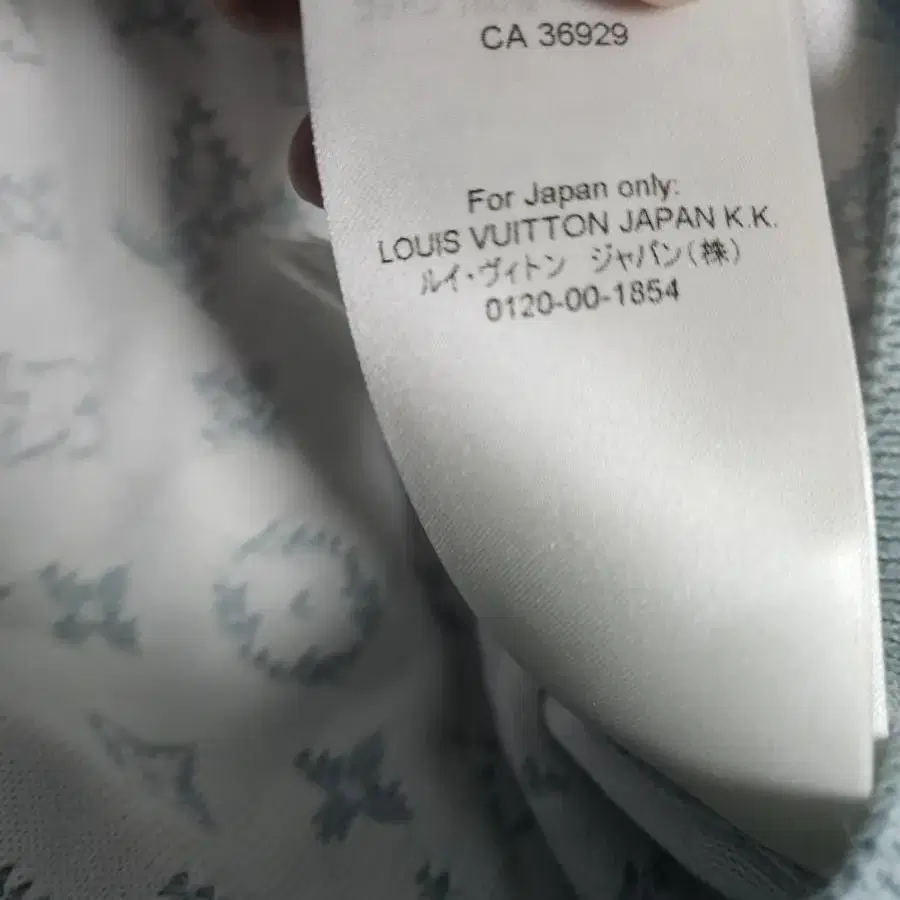 CA 36929
For Japan only:
LOUIS VUITTON JAPAN K.K.
ルイ・ヴィトン ジャパン(株)
0120-00-1854